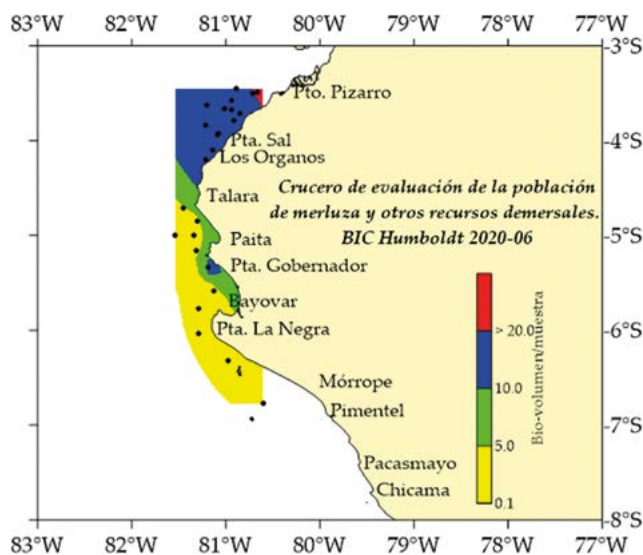 83°W 82°W 81°W 80°W 79°W 78°W 77°W
-3°S
Pto. Pizarro
Pta. Sal
-4°S
Los Organos
Talara
Crucero de evaluación de la población
de merluza y otros recursos demersales.
BIC Humboldt 2020-06
Paita
-5°S
Pta. Gobernador
Bayovar
Pta. La Negra
-6°S
Mórrope
Pimentel
-7°S
Pacasmayo
Chicama
-8°S
> 20.0
10.0
5.0
0.1
Bio-volumen/muestra
83°W 82°W 81°W 80°W 79°W 78°W 77°W